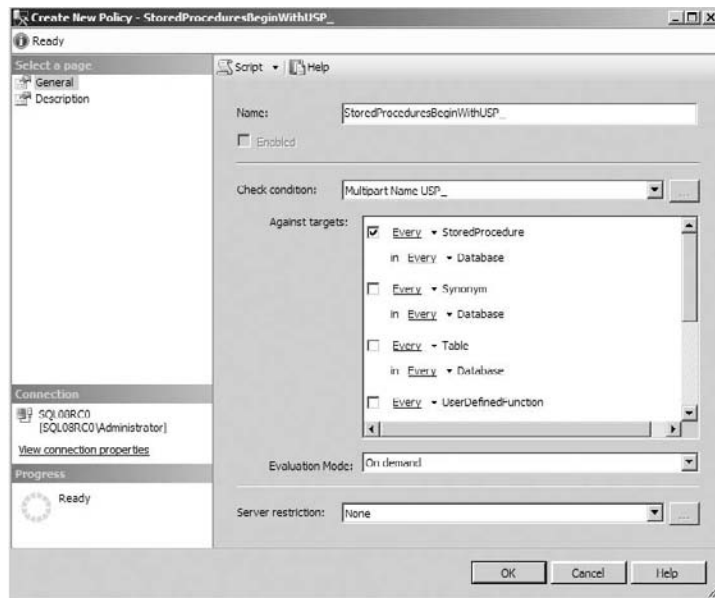 Create New Policy - StoredProceduresBeginWithUSP_
Ready
Select a page
General
Description
Script
Help
Name:
StoredProceduresBeginWithUSP_
Enabled
Check condition:
Multipart Name USP_
...
Against targets:
Every StoredProcedure
in Every Database
Every Synonym
in Every Database
Every Table
in Every Database
Every UserDefinedFunction
Evaluation Mode:
On demand
Server restriction:
None
...
Connection
SQL08RC0
[SQL08RC0\Administrator]
View connection properties
Progress
Ready
OK
Cancel
Help